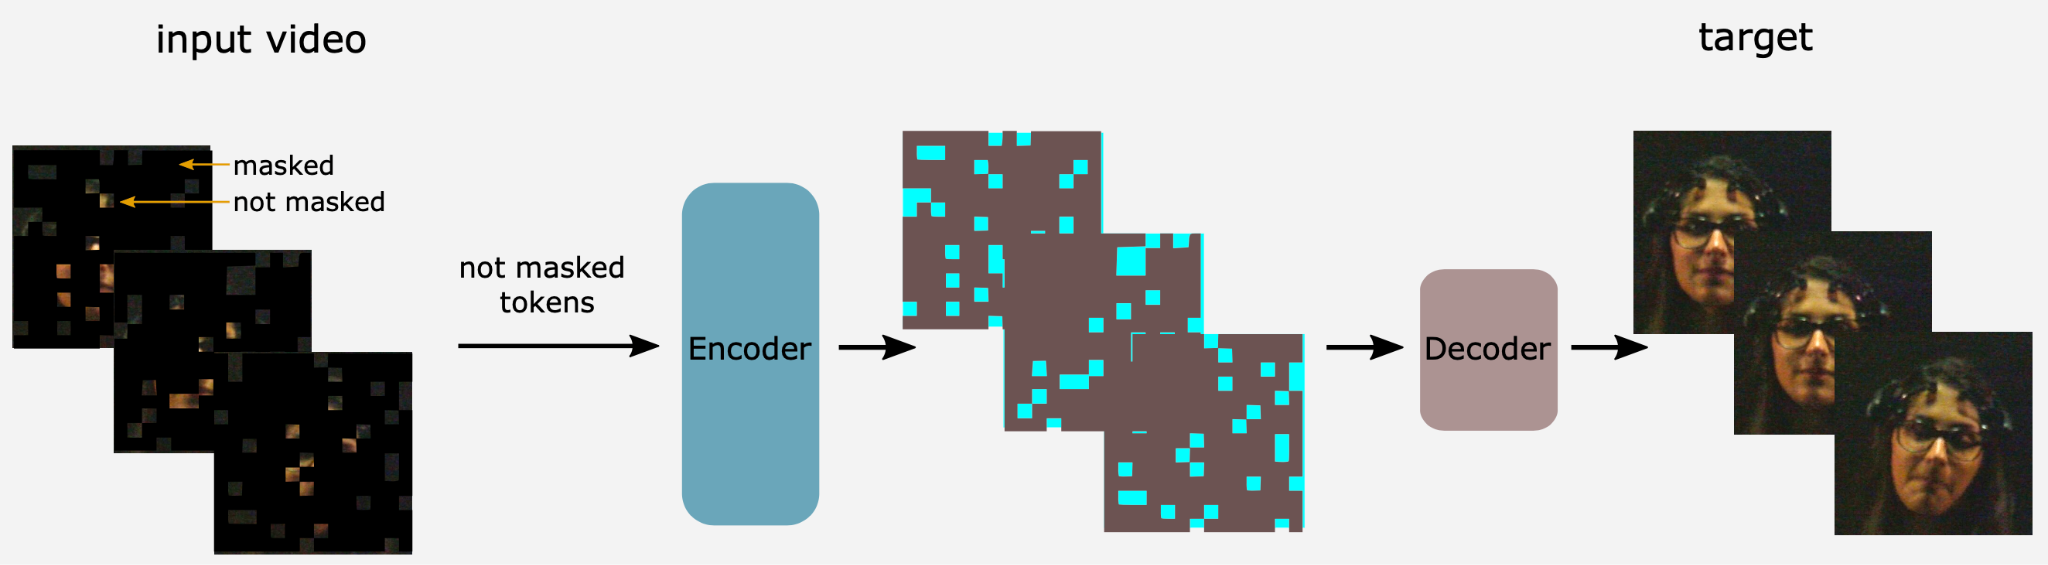 input video
target
masked
not masked
not masked
tokens
Encoder
Decoder